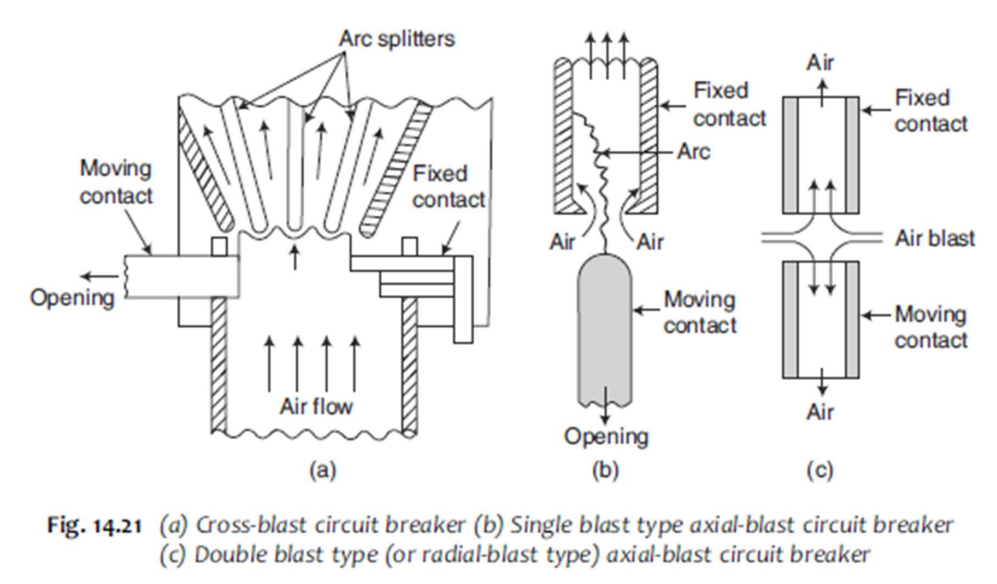 Arc splitters
Moving
contact
Fixed
contact
Opening
Air flow
(a)
Fixed
contact
Arc
Air
Air
Moving
contact
Opening
(b)
Air
Fixed
contact
Air blast
Moving
contact
Air
(c)
Fig. 14.21 (a) Cross-blast circuit breaker (b) Single blast type axial-blast circuit breaker
(c) Double blast type (or radial-blast type) axial-blast circuit breaker